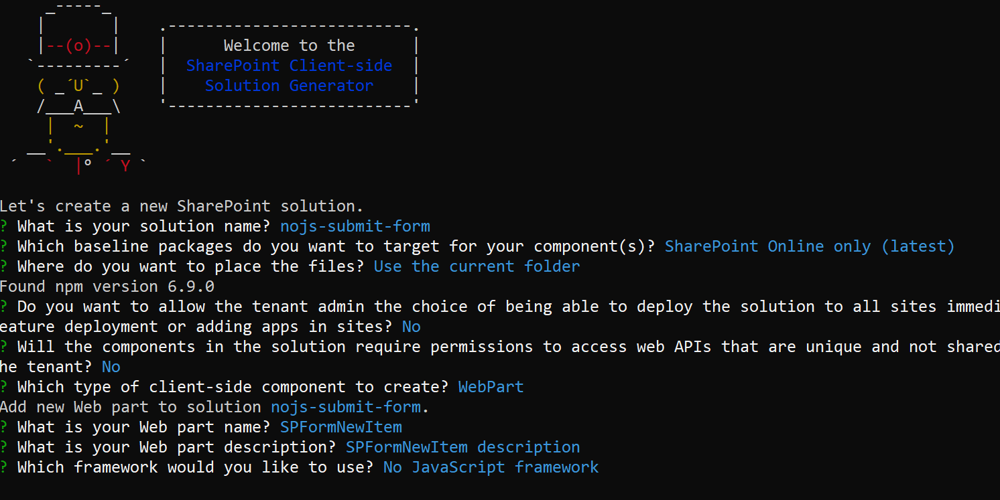 Welcome to the
SharePoint Client-side
Solution Generator
Let's create a new SharePoint solution.
? What is your solution name? nojs-submit-form
? Which baseline packages do you want to target for your component(s)? SharePoint Online only (latest)
? Where do you want to place the files? Use the current folder
Found npm version 6.9.0
? Do you want to allow the tenant admin the choice of being able to deploy the solution to all sites immedi
eature deployment or adding apps in sites? No
? Will the components in the solution require permissions to access web APIs that are unique and not shared
he tenant? No
? Which type of client-side component to create? WebPart
Add new Web part to solution nojs-submit-form.
? What is your Web part name? SPFormNewItem
? What is your Web part description? SPFormNewItem description
? Which framework would you like to use? No JavaScript framework